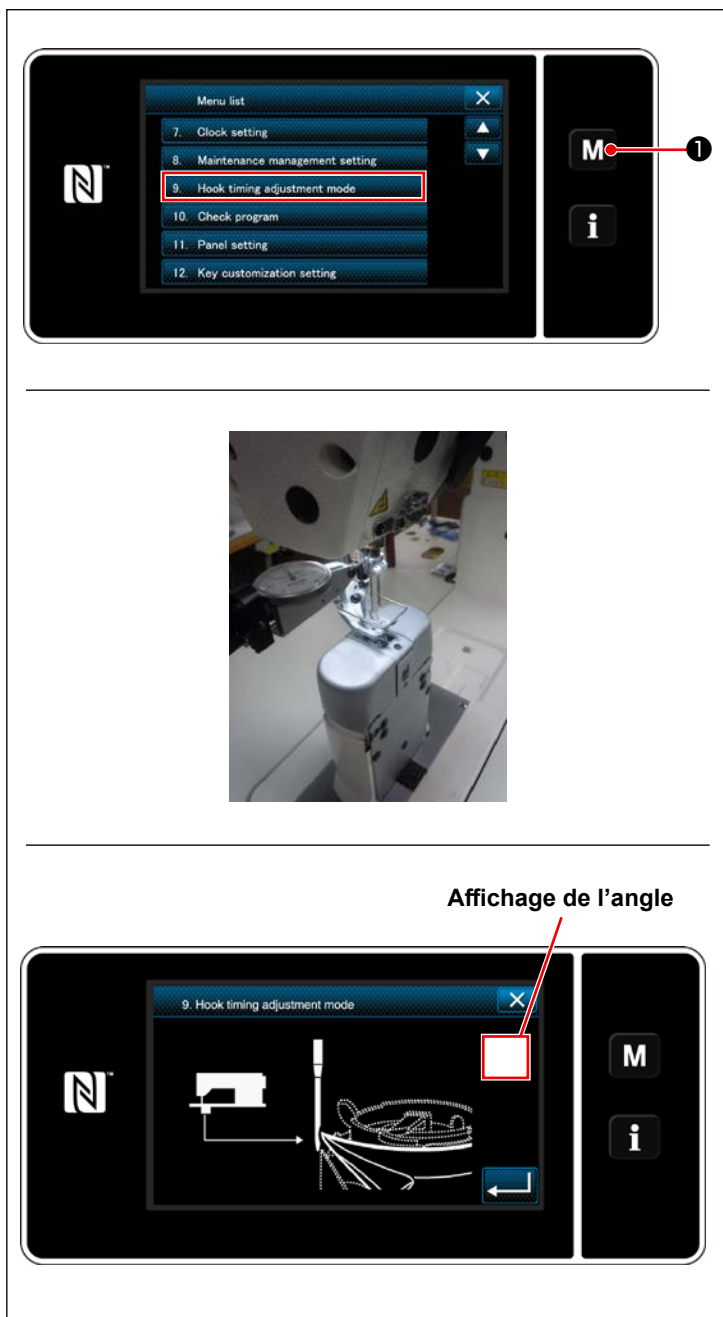 Menu list
7. Clock setting
8. Maintenance management setting
9. Hook timing adjustment mode
10. Check program
11. Panel setting
12. Key customization setting
M
❶
i
Affichage de l’angle
9. Hook timing adjustment mode
M
i